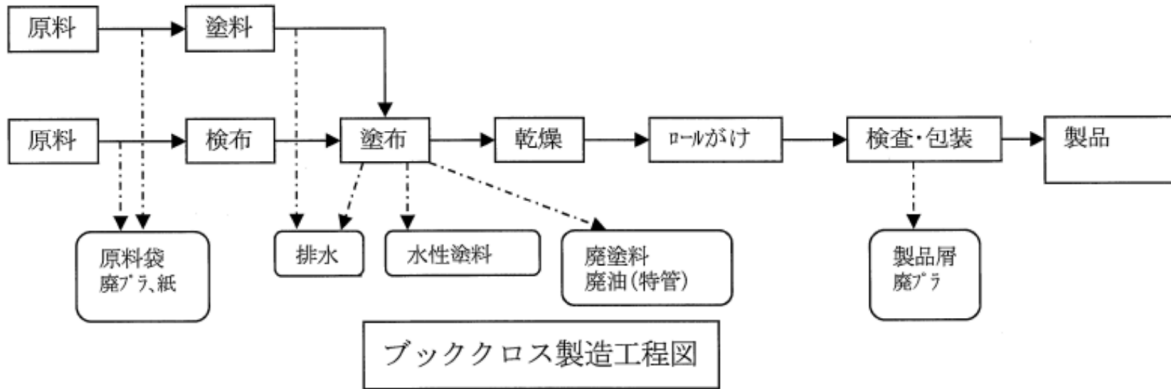 原料
塗料
原料
検布
塗布
乾燥
ロールがけ
検査・包装
製品
原料袋
廃プラ、紙
排水
水性塗料
廃塗料
廃油(特管)
製品層
廃プラ
ブッククロス製造工程図